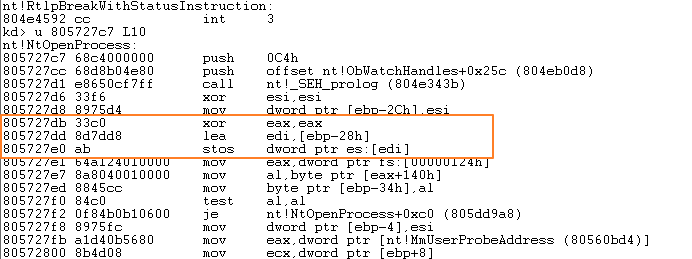 nt!RtlpBreakWithStatusInstruction:
804e4592 cc              int     3
kd> u 805727c7 L10
nt!NtOpenProcess:
805727c7 68c4000000      push    0C4h
805727cc 68d8b04e80      push    offset nt!ObWatchHandles+0x25c (804eb0d8)
805727d1 e8650cf7ff      call    nt!_SEH_prolog (804e343b)
805727d6 33f6            xor     esi,esi
805727d8 8975d4          mov     dword ptr [ebp-2Ch],esi
805727db 33c0            xor     eax,eax
805727dd 8d7dd8          lea     edi,[ebp-28h]
805727e0 ab              stos    dword ptr es:[edi]
805727e1 64a124010000    mov     eax,dword ptr fs:[00000124h]
805727e7 8a8040010000    mov     al,byte ptr [eax+140h]
805727ed 8845cc          mov     byte ptr [ebp-34h],al
805727f0 84c0            test    al,al
805727f2 0f84b0b10600    je      nt!NtOpenProcess+0xc0 (805dd9a8)
805727f8 8975fc          mov     dword ptr [ebp-4],esi
805727fb a1d40b5680      mov     eax,dword ptr [nt!MmUserProbeAddress (80560bd4)]
80572800 8b4d08          mov     ecx,dword ptr [ebp+8]